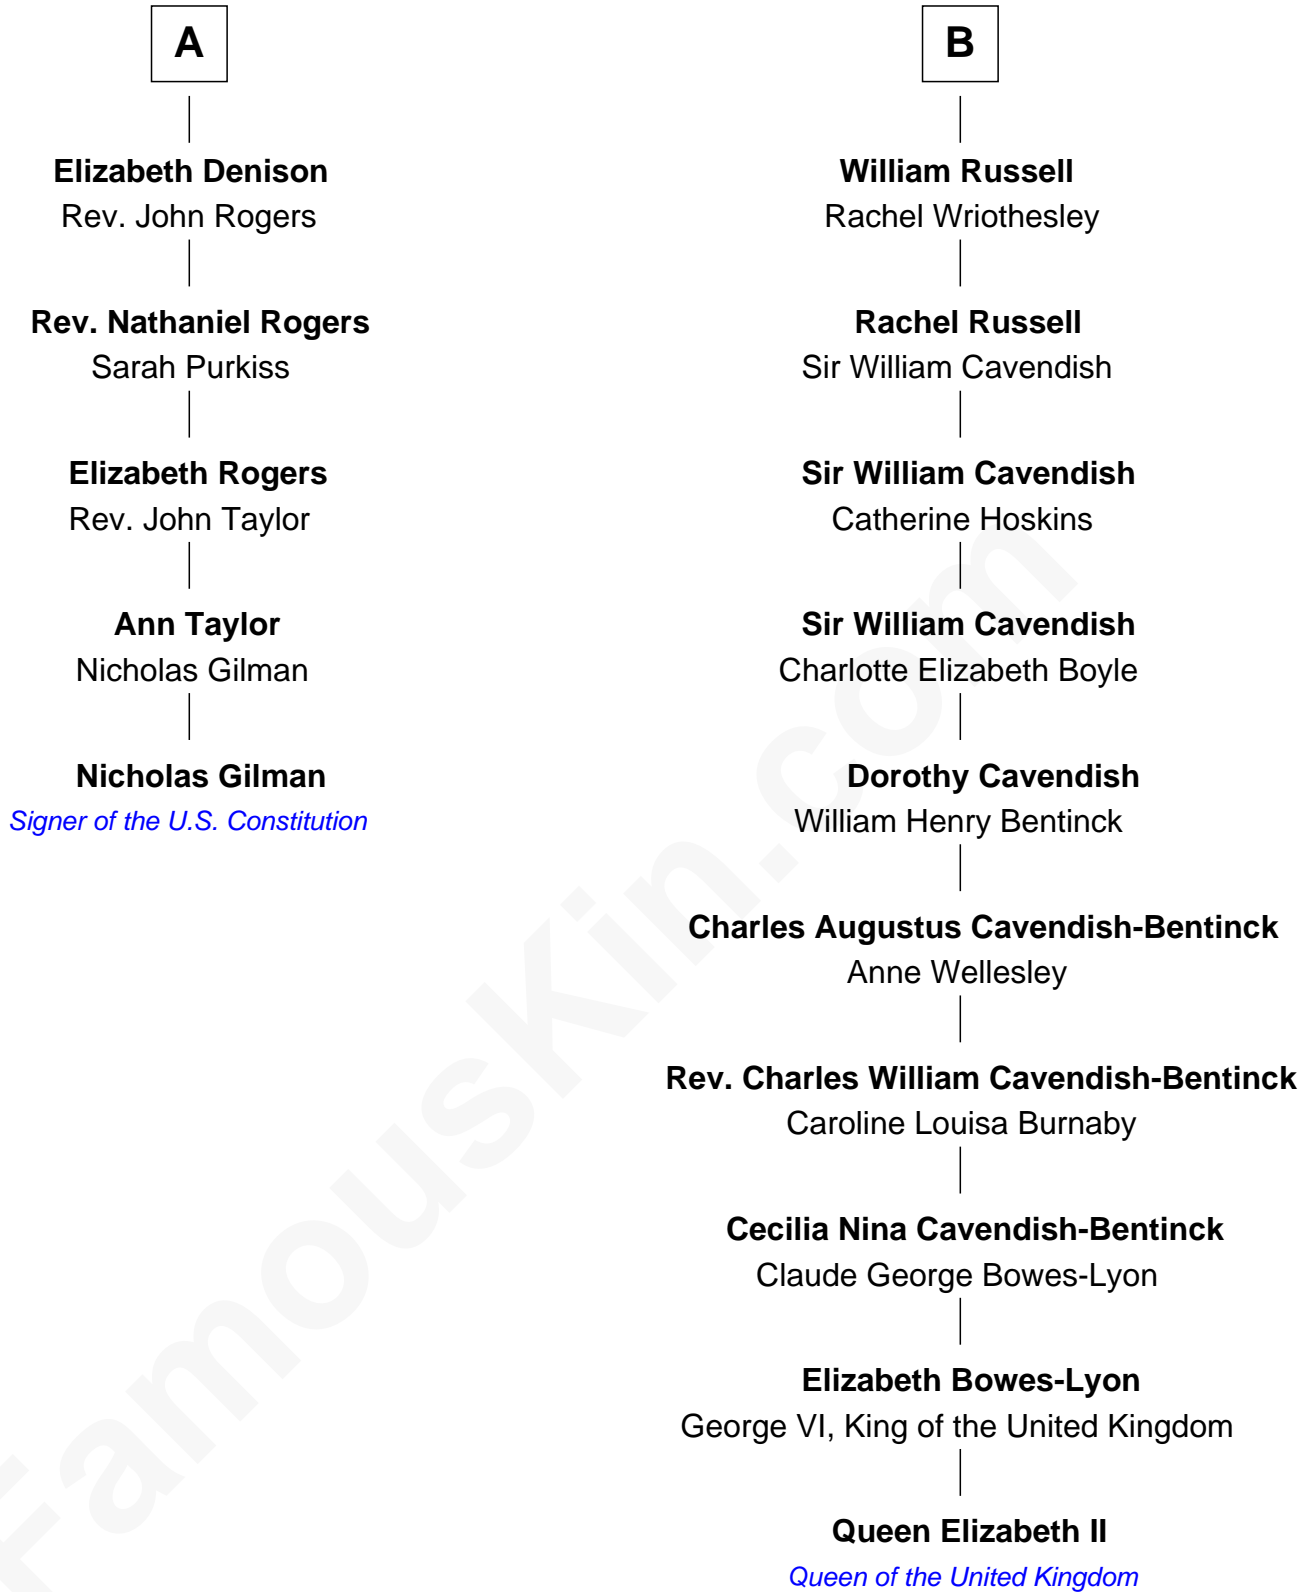 A
Elizabeth Denison
Rev. John Rogers
Rev. Nathaniel Rogers
Sarah Purkiss
Elizabeth Rogers
Rev. John Taylor
Ann Taylor
Nicholas Gilman
Nicholas Gilman
Signer of the U.S. Constitution
B
William Russell
Rachel Wriothesley
Rachel Russell
Sir William Cavendish
Sir William Cavendish
Catherine Hoskins
Sir William Cavendish
Charlotte Elizabeth Boyle
Dorothy Cavendish
William Henry Bentinck
Charles Augustus Cavendish-Bentinck
Anne Wellesley
Rev. Charles William Cavendish-Bentinck
Caroline Louisa Burnaby
Cecilia Nina Cavendish-Bentinck
Claude George Bowes-Lyon
Elizabeth Bowes-Lyon
George VI, King of the United Kingdom
Queen Elizabeth II
Queen of the United Kingdom
FamousKin.com